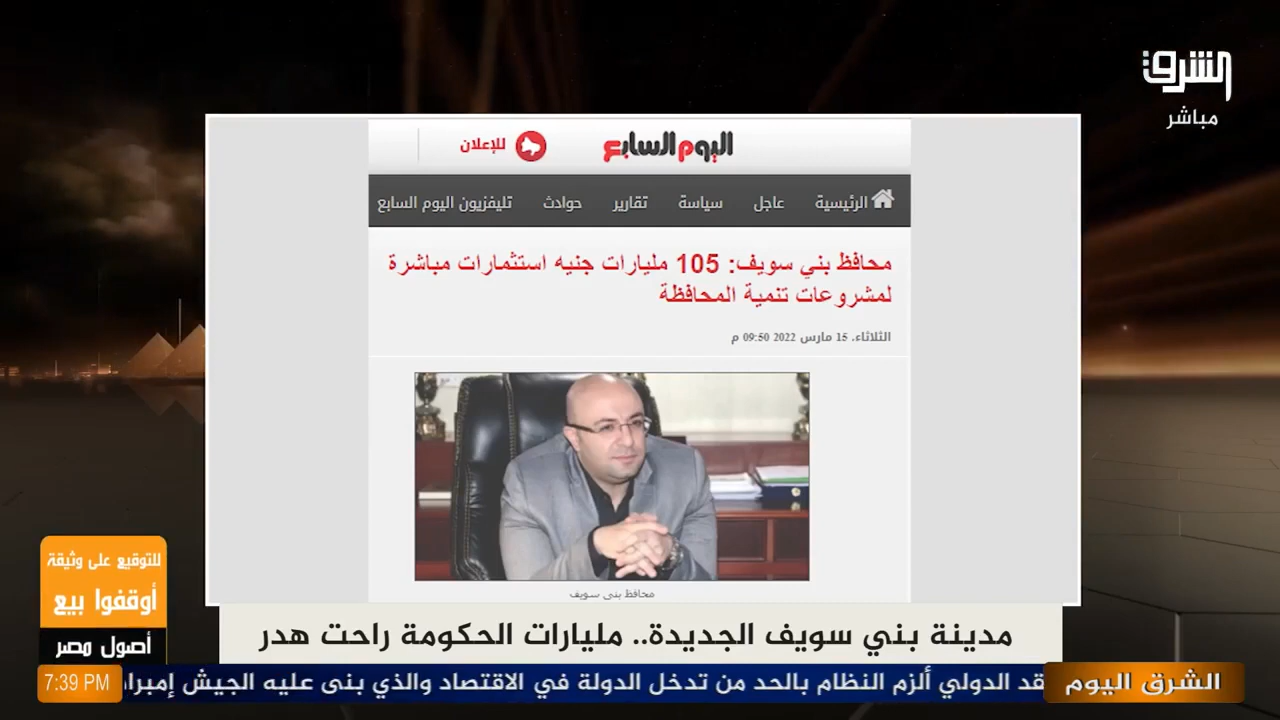 الشرق
مباشر
اليوم السابع
للإعلان
الرئيسية عاجل سياسة تقارير حوادث تليفزيون اليوم السابع
محافظ بني سويف: 105 مليارات جنيه استثمارات مباشرة
لمشروعات تنمية المحافظة
الثلاثاء، 15 مارس 2022 09:50 م
محافظ بنى سويف
مدينة بني سويف الجديدة.. مليارات الحكومة راحت هدر
للتوقيع على وثيقة
أوقفوا بيع
أصول مصر
الشرق اليوم
قد الدولي ألزم النظام بالحد من تدخل الدولة في الاقتصاد والذي بنى عليه الجيش إمبرا
7:39 PM